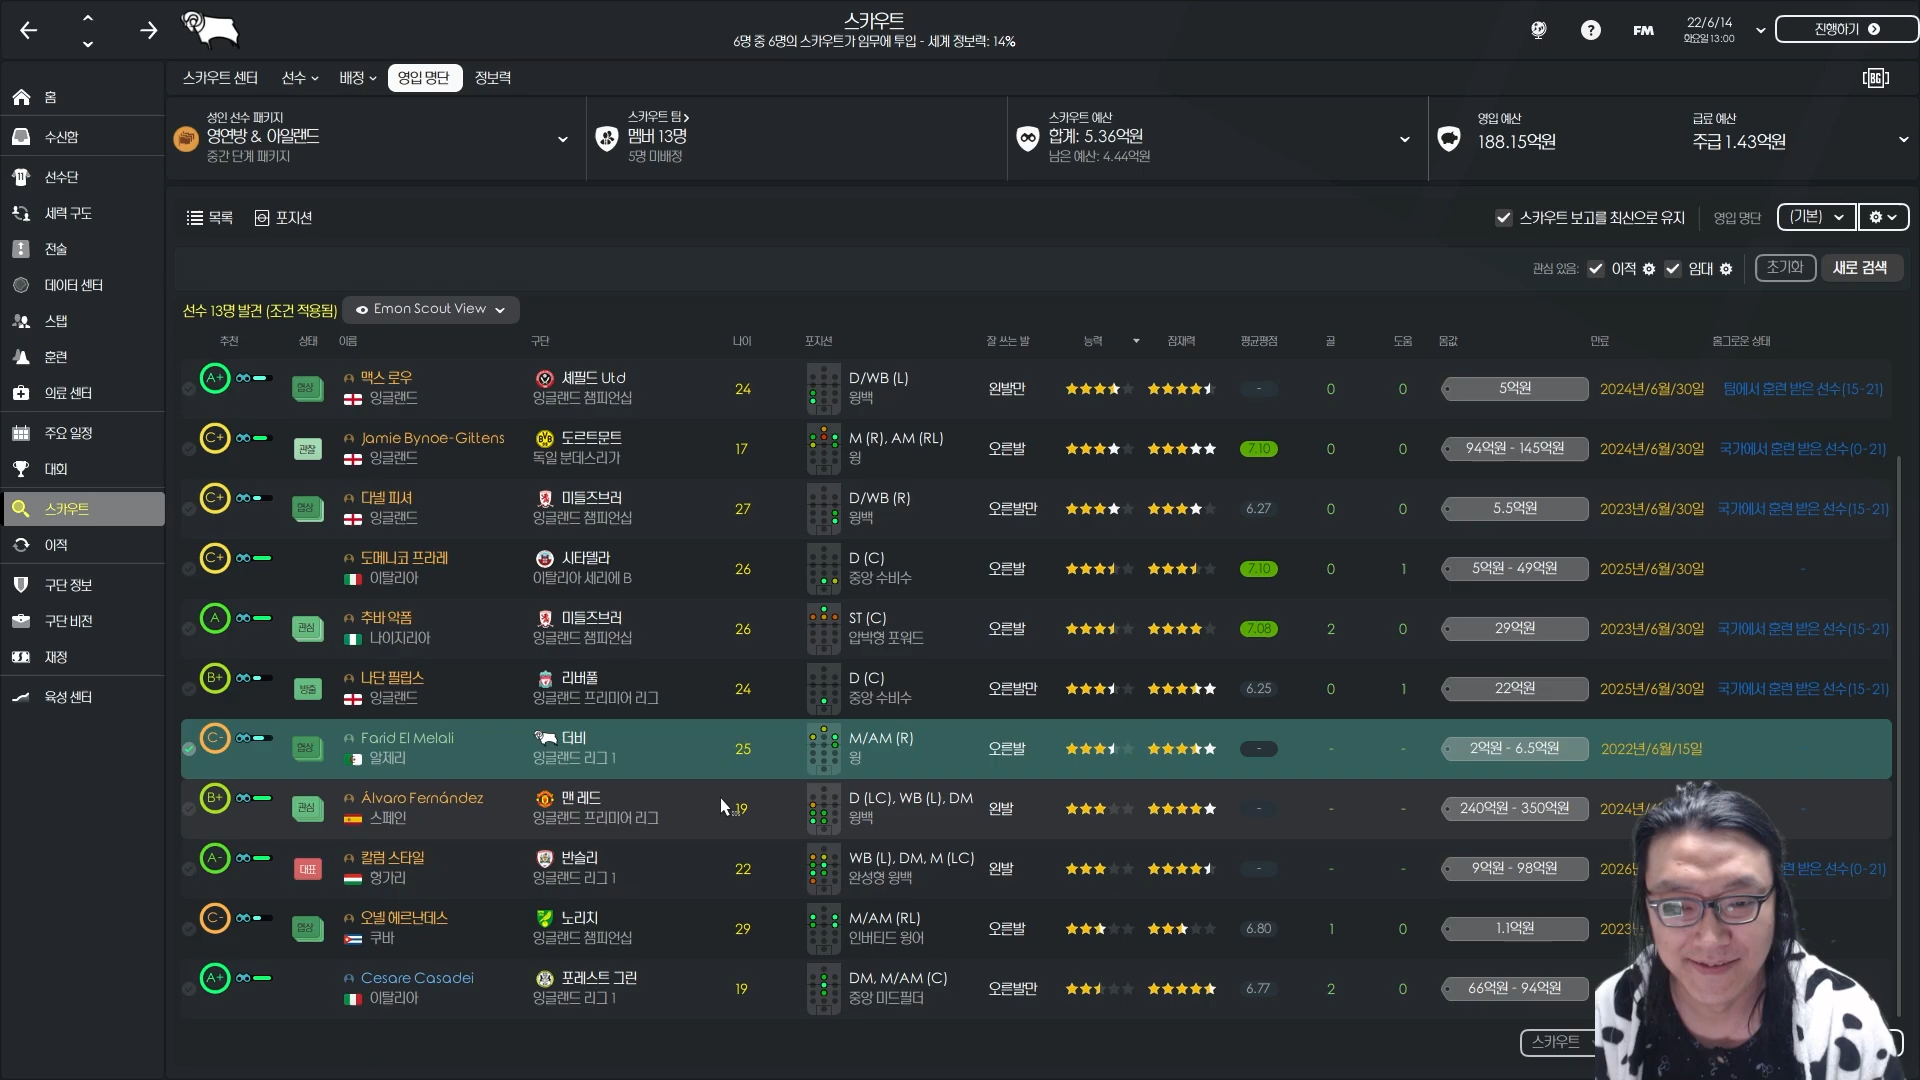 스카우트
6명 중 6명의 스카우트가 임무에 투입 - 세계 정보력: 14%
FM
22/6/14
화요일 13:00
진행하기
스카우트 센터 선수 배정 영입 명단 정보력
홈
수신함
선수단
세력 구도
전술
데이터 센터
스탭
훈련
의료 센터
주요 일정
대회
스카우트
이적
구단 정보
구단 비전
재정
육성 센터
성인 선수 패키지
영연방 & 아일랜드
중간 단계 패키지
스카우트 팀
멤버 13명
5명 미배정
스카우트 예산
합계: 5.36억원
남은 예산: 4.44억원
영입 예산
188.15억원
급료 예산
주급 1.43억원
목록 포지션
스카우트 보고를 최신으로 유지 영입 명단 (기본)
관심 있음: 이적 임대 초기화 새로 검색
선수 13명 발견 (조건 적용됨) Emon Scout View
추천 상태 이름 구단 나이 포지션 잘 쓰는 발 능력 잠재력 평균평점 골 도움 몸값 만료 홈그로운 상태
A+ 협상 맥스 로우 셰필드 Utd 24 D/WB (L) 왼발만 - 0 0 5억원 2024년/6월/30일 팀에서 훈련 받은 선수(15-21)
잉글랜드 잉글랜드 챔피언십 윙백
C+ 관찰 Jamie Bynoe-Gittens 도르트문트 17 M (R), AM (RL) 오른발 7.10 0 0 94억원 - 145억원 2024년/6월/30일 국가에서 훈련 받은 선수(0-21)
잉글랜드 독일 분데스리가 윙
C+ 협상 다넬 피셔 미들즈브러 27 D/WB (R) 오른발만 6.27 0 0 5.5억원 2023년/6월/30일 국가에서 훈련 받은 선수(15-21)
잉글랜드 잉글랜드 챔피언십 윙백
C+ 도메니코 프라레 시타델라 26 D (C) 오른발 7.10 0 1 5억원 - 49억원 2025년/6월/30일 -
이탈리아 이탈리아 세리에 B 중앙 수비수
A 관심 추바 악폼 미들즈브러 26 ST (C) 오른발 7.08 2 0 29억원 2023년/6월/30일 국가에서 훈련 받은 선수(15-21)
나이지리아 잉글랜드 챔피언십 압박형 포워드
B+ 방출 나단 필립스 리버풀 24 D (C) 오른발만 6.25 0 1 22억원 2025년/6월/30일 국가에서 훈련 받은 선수(15-21)
잉글랜드 잉글랜드 프리미어 리그 중앙 수비수
C- 협상 Farid El Melali 더비 25 M/AM (R) 오른발 - - - 2억원 - 6.5억원 2022년/6월/15일
알제리 잉글랜드 리그 1 윙
B+ 관심 Álvaro Fernández 맨 레드 19 D (LC), WB (L), DM 왼발 - - - 240억원 - 350억원 2024년/6 -
스페인 잉글랜드 프리미어 리그 윙백
A- 대표 칼럼 스타일 반슬리 22 WB (L), DM, M (LC) 왼발 - - - 9억원 - 98억원 2026년 련 받은 선수(0-21)
헝가리 잉글랜드 리그 1 완성형 윙백
C- 협상 오넬 에르난데스 노리치 29 M/AM (RL) 오른발 6.80 1 0 1.1억원 2023
쿠바 잉글랜드 챔피언십 인버티드 윙어
A+ Cesare Casadei 포레스트 그린 19 DM, M/AM (C) 오른발만 6.77 2 0 66억원 - 94억원
이탈리아 잉글랜드 리그 1 중앙 미드필더
스카우트